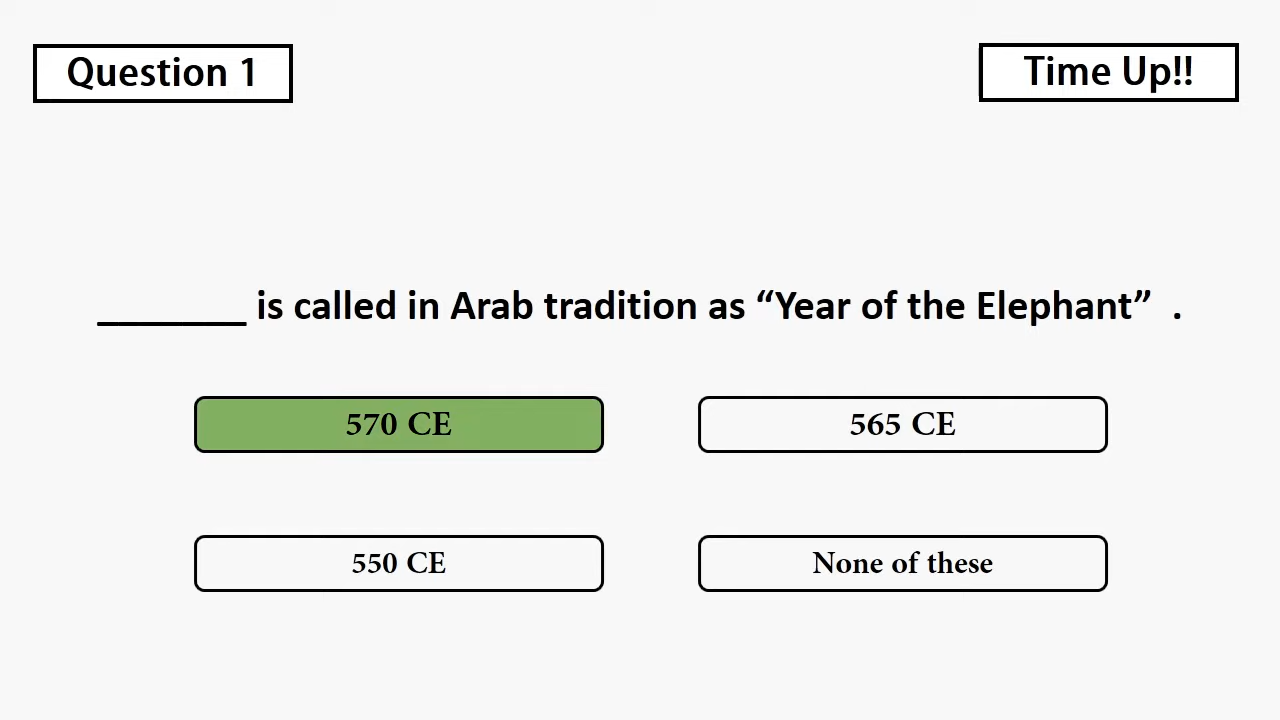 Question 1
Time Up!!
_______ is called in Arab tradition as “Year of the Elephant” .
570 CE
565 CE
550 CE
None of these